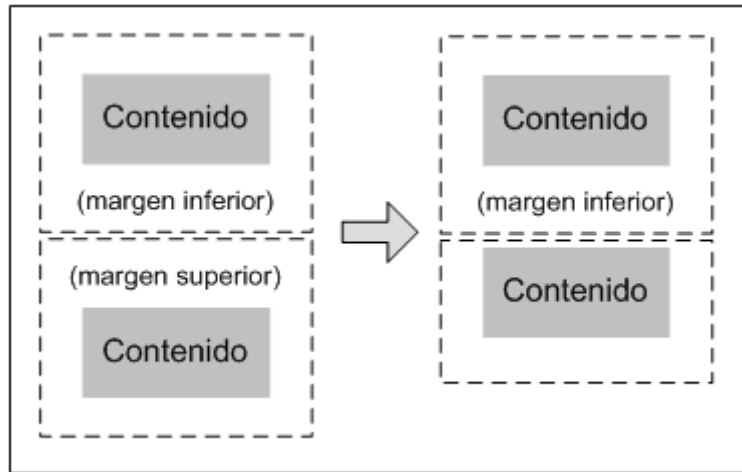 Contenido
(margen inferior)
(margen superior)
Contenido
Contenido
(margen inferior)
Contenido